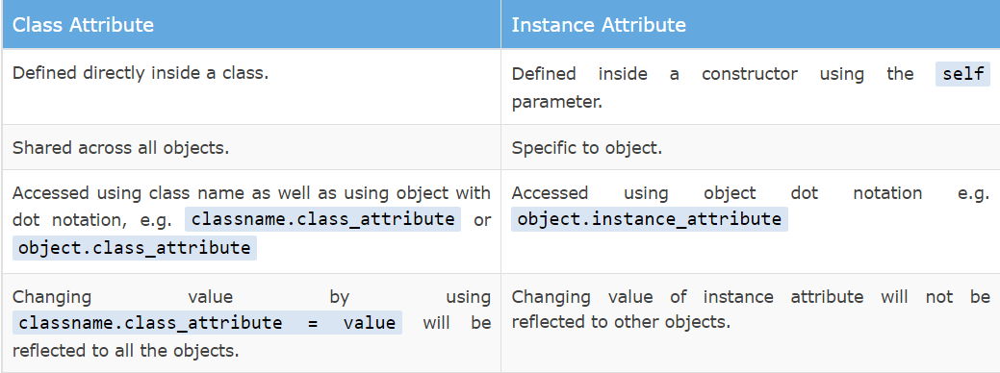 Class Attribute
Instance Attribute
Defined directly inside a class.
Defined inside a constructor using the self
parameter.
Shared across all objects.
Specific to object.
Accessed using class name as well as using object with
dot notation, e.g. classname.class_attribute or
object.class_attribute
Accessed using object dot notation e.g.
object.instance_attribute
Changing value by using
classname.class_attribute = value will be
reflected to all the objects.
Changing value of instance attribute will not be
reflected to other objects.